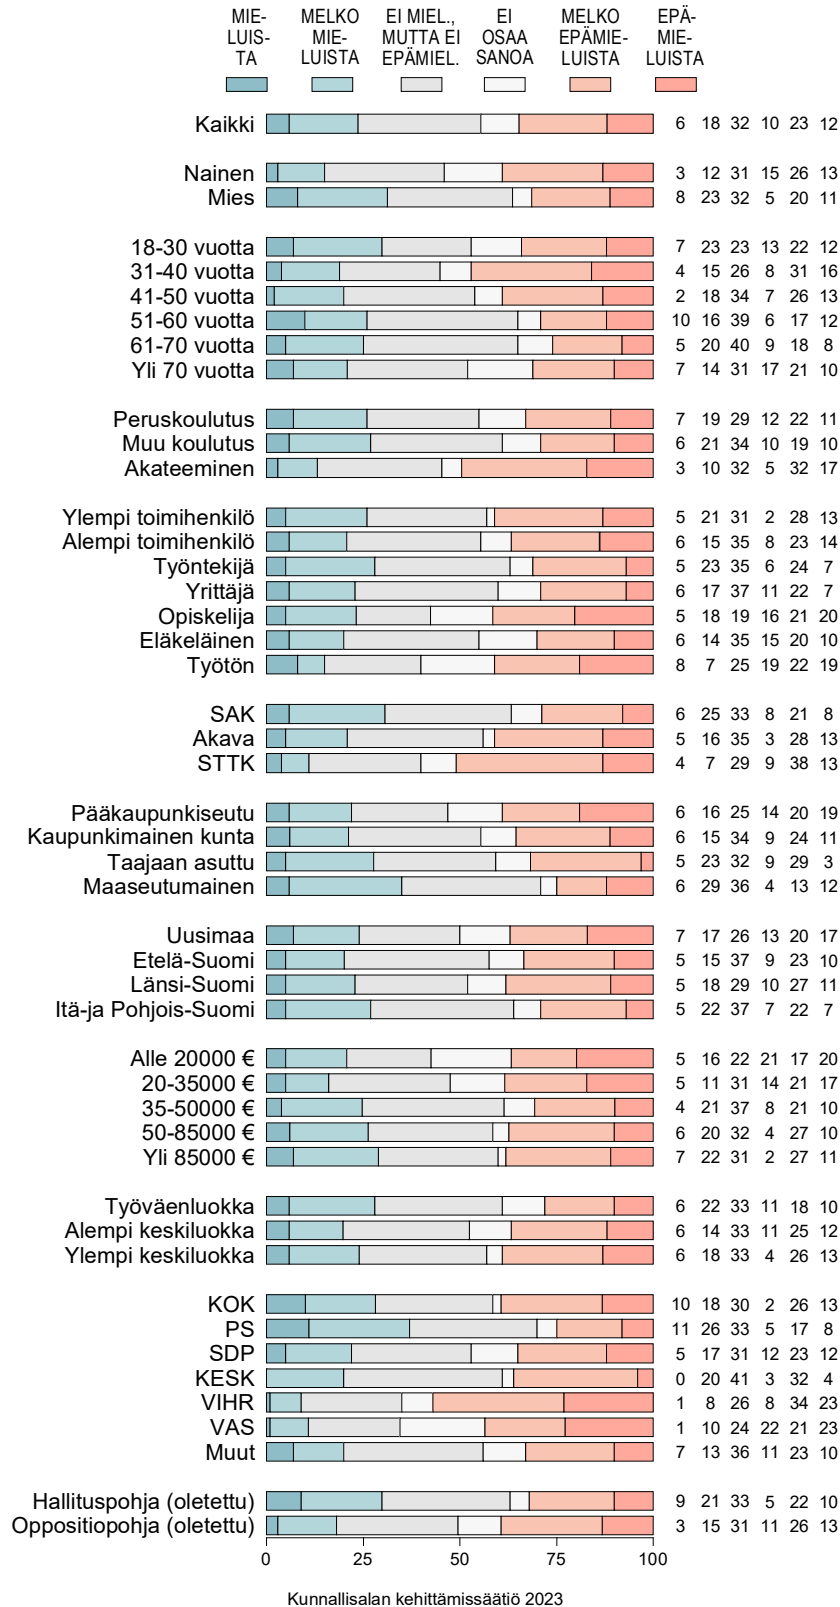 MIE- MELKO EI MIEL., EI MELKO EPÄ-
LUIS- MIE- MUTTA EI OSAA EPÄMIE- MIE-
TA LUISTA EPÄMIEL. SANOA LUISTA LUISTA
Kaikki 6 18 32 10 23 12
Nainen 3 12 31 15 26 13
Mies 8 23 32 5 20 11
18-30 vuotta 7 23 23 13 22 12
31-40 vuotta 4 15 26 8 31 16
41-50 vuotta 2 18 34 7 26 13
51-60 vuotta 10 16 39 6 17 12
61-70 vuotta 5 20 40 9 18 8
Yli 70 vuotta 7 14 31 17 21 10
Peruskoulutus 7 19 29 12 22 11
Muu koulutus 6 21 34 10 19 10
Akateeminen 3 10 32 5 32 17
Ylempi toimihenkilö 5 21 31 2 28 13
Alempi toimihenkilö 6 15 35 8 23 14
Työntekijä 5 23 35 6 24 7
Yrittäjä 6 17 37 11 22 7
Opiskelija 5 18 19 16 21 20
Eläkeläinen 6 14 35 15 20 10
Työtön 8 7 25 19 22 19
SAK 6 25 33 8 21 8
Akava 5 16 35 3 28 13
STTK 4 7 29 9 38 13
Pääkaupunkiseutu 6 16 25 14 20 19
Kaupunkimainen kunta 6 15 34 9 24 11
Taajaan asuttu 5 23 32 9 29 3
Maaseutumainen 6 29 36 4 13 12
Uusimaa 7 17 26 13 20 17
Etelä-Suomi 5 15 37 9 23 10
Länsi-Suomi 5 18 29 10 27 11
Itä-ja Pohjois-Suomi 5 22 37 7 22 7
Alle 20000 € 5 16 22 21 17 20
20-35000 € 5 11 31 14 21 17
35-50000 € 4 21 37 8 21 10
50-85000 € 6 20 32 4 27 10
Yli 85000 € 7 22 31 2 27 11
Työväenluokka 6 22 33 11 18 10
Alempi keskiluokka 6 14 33 11 25 12
Ylempi keskiluokka 6 18 33 4 26 13
KOK 10 18 30 2 26 13
PS 11 26 33 5 17 8
SDP 5 17 31 12 23 12
KESK 0 20 41 3 32 4
VIHR 1 8 26 8 34 23
VAS 1 10 24 22 21 23
Muut 7 13 36 11 23 10
Hallituspohja (oletettu) 9 21 33 5 22 10
Oppositiopohja (oletettu) 3 15 31 11 26 13
0 25 50 75 100
Kunnallisalan kehittämissäätiö 2023